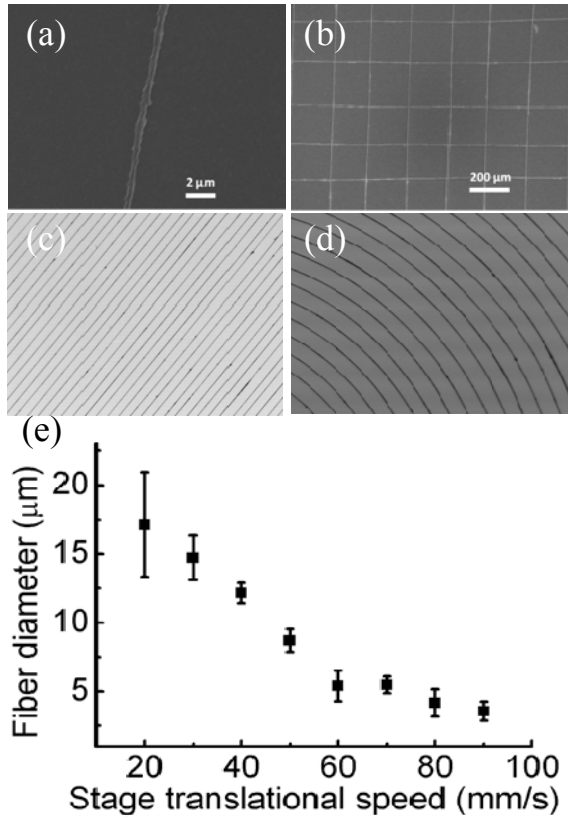 (a)
2 µm
(b)
200 µm
(c)
(d)
(e)
Fiber diameter (µm)
20
15
10
5
20 40 60 80 100
Stage translational speed (mm/s)